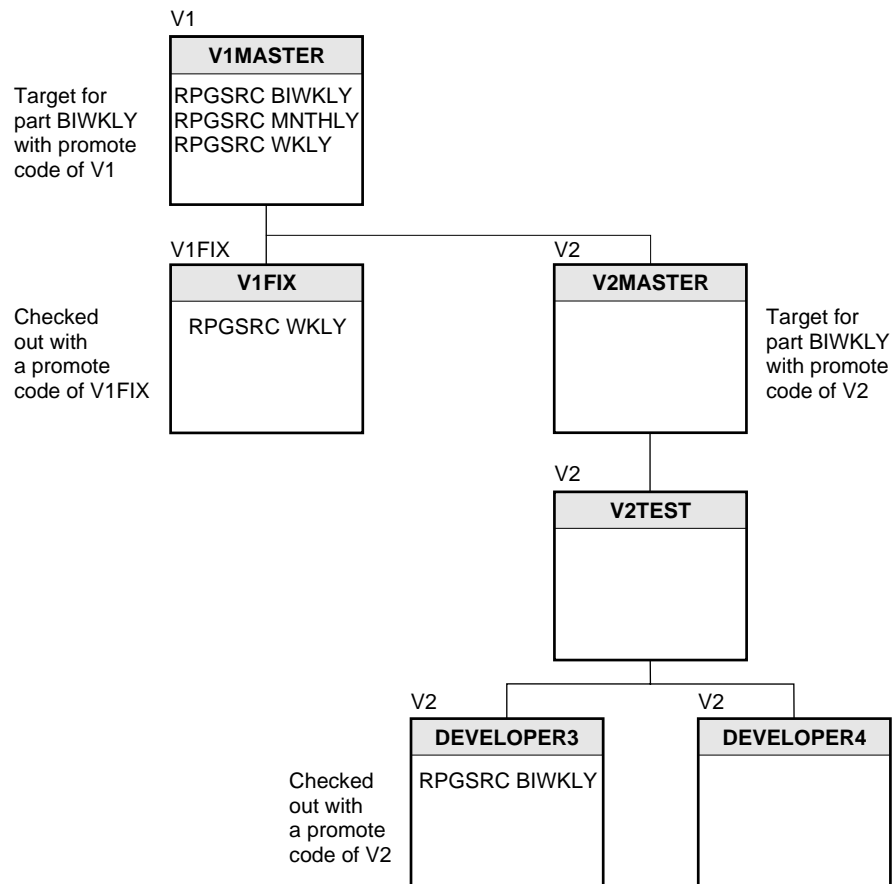 V1
V1MASTER
Target for
part BIWKLY
with promote
code of V1
RPGSRC BIWKLY
RPGSRC MNTHLY
RPGSRC WKLY
V1FIX
V1FIX
Checked
out with
a promote
code of V1FIX
RPGSRC WKLY
V2
V2MASTER
Target for
part BIWKLY
with promote
code of V2
V2
V2TEST
V2
DEVELOPER3
Checked
out with
a promote
code of V2
RPGSRC BIWKLY
V2
DEVELOPER4